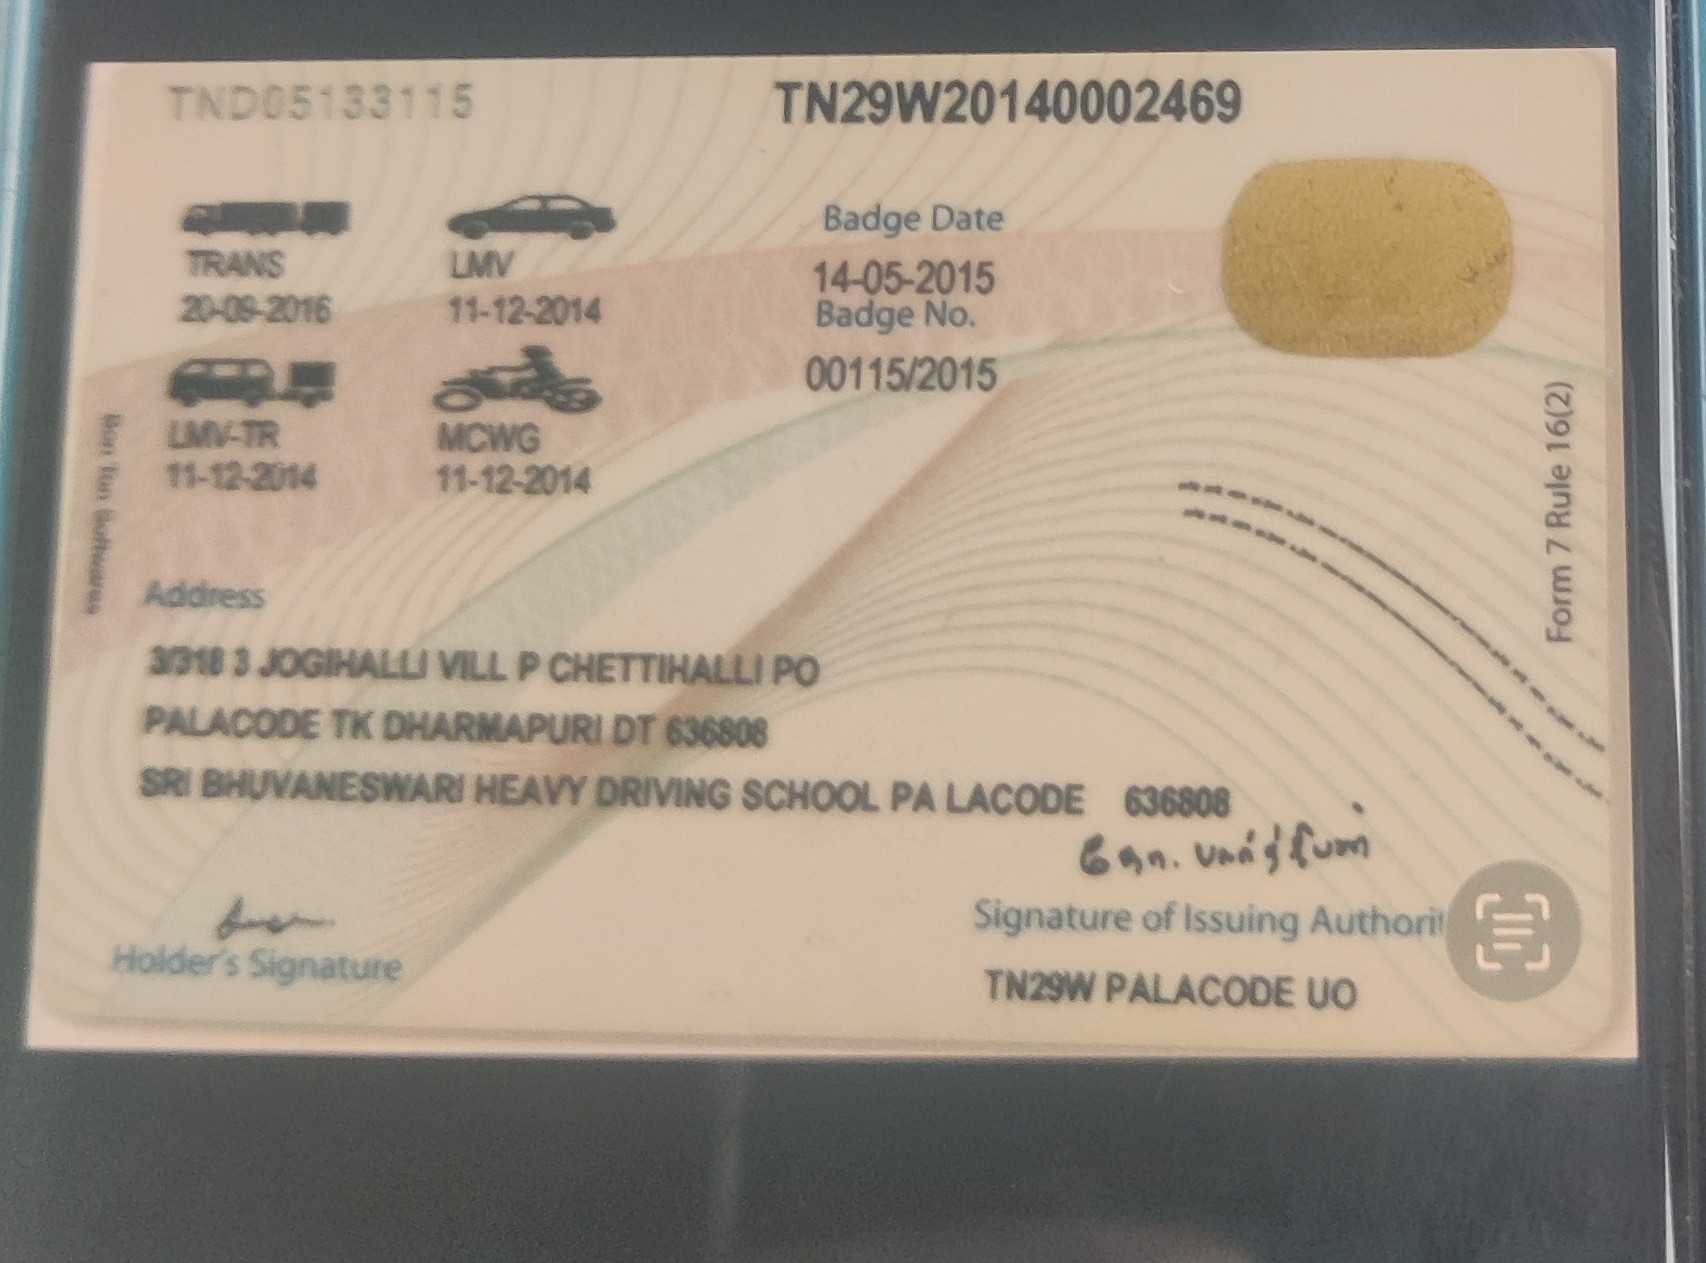 TND05133115 TN29W20140002469
TRANS LMV Badge Date
20-09-2016 11-12-2014 14-05-2015
Badge No.
LMV-TR MCWG 00115/2015
11-12-2014 11-12-2014
Form 7 Rule 16(2)
Address
3/318 3 JOGIHALLI VILL P CHETTIHALLI PO
PALACODE TK DHARMAPURI DT 636808
SRI BHUVANESWARI HEAVY DRIVING SCHOOL PA LACODE 636808
Holder's Signature
Signature of Issuing Authorit
TN29W PALACODE UO